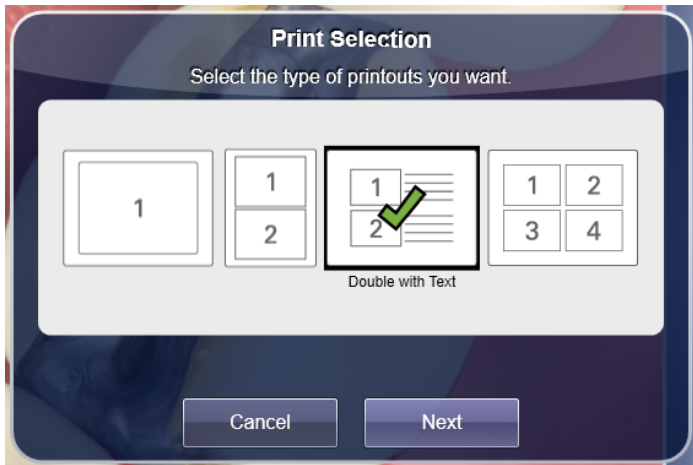 Print Selection
Select the type of printouts you want.
1
1
2
1
2
1 2
3 4
Double with Text
Cancel Next